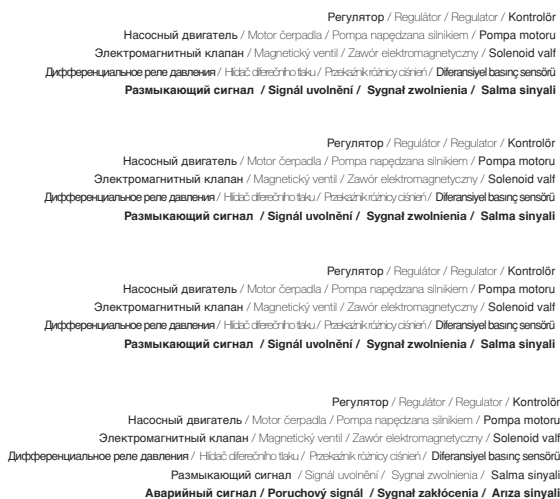 Регулятор / Regulátor / Regulator / Kontrolör
Насосный двигатель / Motor čerpadla / Pompa napędzana silnikiem / Pompa motoru
Электромагнитный клапан / Magnetický ventil / Zawór elektromagnetyczny / Solenoid valf
Дифференциальное реле давления / Hlídač diferečního tlaku / Przekaźnik różnicy ciśnień / Diferansiyel basınç sensörü
Размыкающий сигнал / Signál uvolnění / Sygnał zwolnienia / Salma sinyali
Регулятор / Regulátor / Regulator / Kontrolör
Насосный двигатель / Motor čerpadla / Pompa napędzana silnikiem / Pompa motoru
Электромагнитный клапан / Magnetický ventil / Zawór elektromagnetyczny / Solenoid valf
Дифференциальное реле давления / Hlídač diferečního tlaku / Przekaźnik różnicy ciśnień / Diferansiyel basınç sensörü
Размыкающий сигнал / Signál uvolnění / Sygnał zwolnienia / Salma sinyali
Регулятор / Regulátor / Regulator / Kontrolör
Насосный двигатель / Motor čerpadla / Pompa napędzana silnikiem / Pompa motoru
Электромагнитный клапан / Magnetický ventil / Zawór elektromagnetyczny / Solenoid valf
Дифференциальное реле давления / Hlídač diferečního tlaku / Przekaźnik różnicy ciśnień / Diferansiyel basınç sensörü
Размыкающий сигнал / Signál uvolnění / Sygnał zwolnienia / Salma sinyali
Регулятор / Regulátor / Regulator / Kontrolör
Насосный двигатель / Motor čerpadla / Pompa napędzana silnikiem / Pompa motoru
Электромагнитный клапан / Magnetický ventil / Zawór elektromagnetyczny / Solenoid valf
Дифференциальное реле давления / Hlídač diferečního tlaku / Przekaźnik różnicy ciśnień / Diferansiyel basınç sensörü
Размыкающий сигнал / Signál uvolnění / Sygnał zwolnienia / Salma sinyali
Аварийный сигнал / Poruchový signál / Sygnał zakłócenia / Arıza sinyali